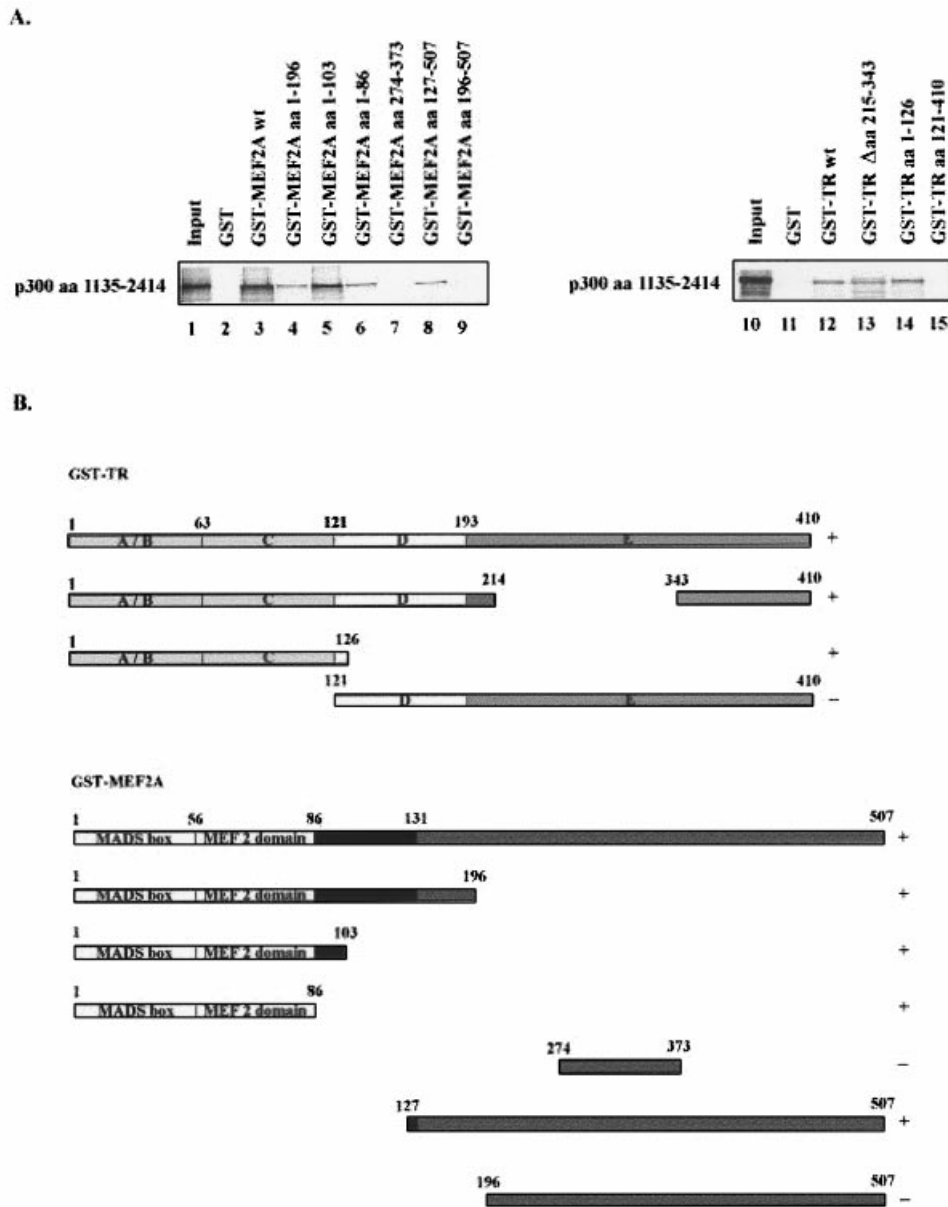 A.
Input
GST
GST-MEF2A wt
GST-MEF2A aa 1-196
GST-MEF2A aa 1-103
GST-MEF2A aa 1-86
GST-MEF2A aa 274-373
GST-MEF2A aa 127-507
GST-MEF2A aa 196-507
p300 aa 1135-2414
1 2 3 4 5 6 7 8 9
Input
GST
GST-TR wt
GST-TR Δaa 215-343
GST-TR aa 1-126
GST-TR aa 121-410
p300 aa 1135-2414
10 11 12 13 14 15
B.
GST-TR
1 63 121 193 410
A / B C D E +
1 214 343 410
A / B C D +
1 126
A / B C +
121 410
D E –
GST-MEF2A
1 56 86 131 507
MADS box MEF 2 domain +
1 196
MADS box MEF 2 domain +
1 103
MADS box MEF 2 domain +
1 86
MADS box MEF 2 domain +
274 373
–
127 507
+
196 507
–